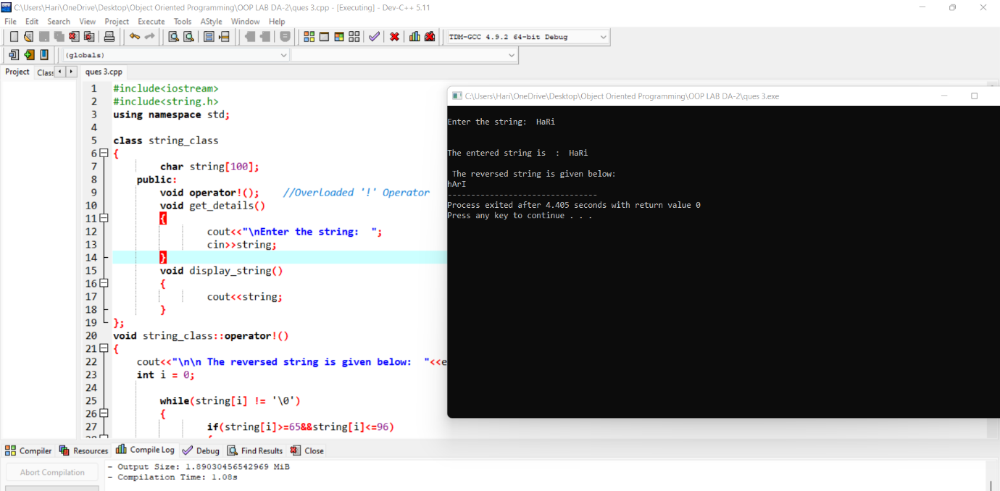 C:\Users\Hari\OneDrive\Desktop\Object Oriented Programming\OOP LAB DA-2\ques 3.cpp - [Executing] - Dev-C++ 5.11
File Edit Search View Project Execute Tools AStyle Window Help
TDM-GCC 4.9.2 64-bit Debug
(globals)
Project Clas ques 3.cpp
1 #include<iostream>
2 #include<string.h>
3 using namespace std;
4
5 class string_class
6 {
7 char string[100];
8 public:
9 void operator!(); //Overloaded '!' Operator
10 void get_details()
11 {
12 cout<<"\nEnter the string:  ";
13 cin>>string;
14 }
15 void display_string()
16 {
17 cout<<string;
18 }
19 };
20 void string_class::operator!()
21 {
22 cout<<"\n\n The reversed string is given below:  "<<e
23 int i = 0;
24
25 while(string[i] != '\0')
26 {
27 if(string[i]>=65&&string[i]<=96)
28 {
C:\Users\Hari\OneDrive\Desktop\Object Oriented Programming\OOP LAB DA-2\ques 3.exe
Enter the string:  HaRi
The entered string is  :  HaRi
The reversed string is given below:
hArI
--------------------------------
Process exited after 4.405 seconds with return value 0
Press any key to continue . . .
Compiler Resources Compile Log Debug Find Results Close
Abort Compilation
- Output Size: 1.89030456542969 MiB
- Compilation Time: 1.08s